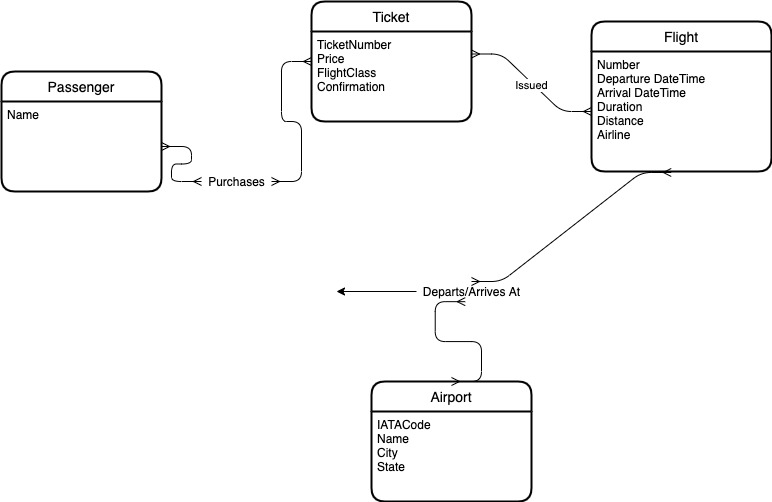 Ticket
TicketNumber
Price
FlightClass
Confirmation
Flight
Number
Departure DateTime
Arrival DateTime
Duration
Distance
Airline
Issued
Passenger
Name
Purchases
Departs/Arrives At
Airport
IATACode
Name
City
State